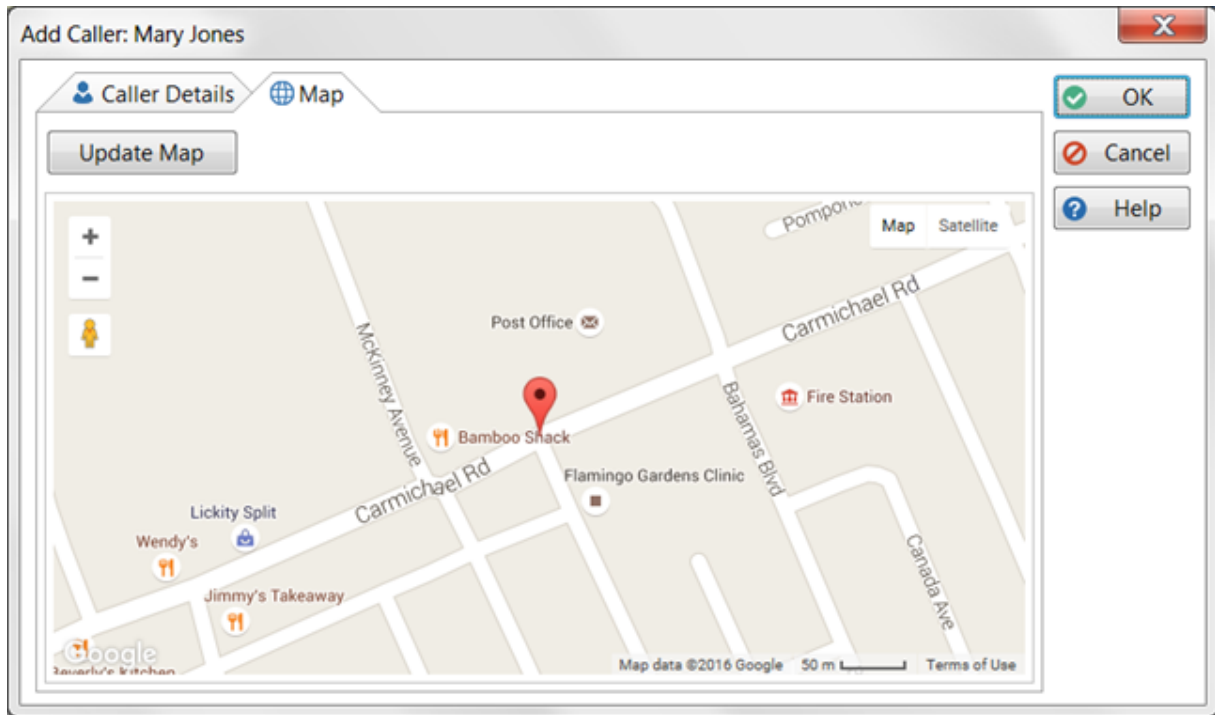 Add Caller: Mary Jones
Caller Details
Map
OK
Update Map
Cancel
Help
+
−
Map
Satellite
Post Office
Carmichael Rd
McKinney Avenue
Bahamas Blvd
Fire Station
Bamboo Shack
Carmichael Rd
Flamingo Gardens Clinic
Lickity Split
Wendy's
Canada Ave
Jimmy's Takeaway
Google
Beverly's Kitchen
Map data ©2016 Google
50 m
Terms of Use